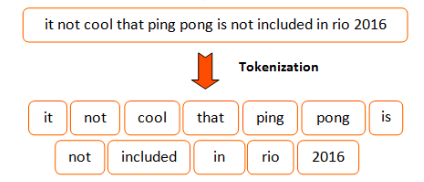 it not cool that ping pong is not included in rio 2016
Tokenization
it not cool that ping pong is
not included in rio 2016